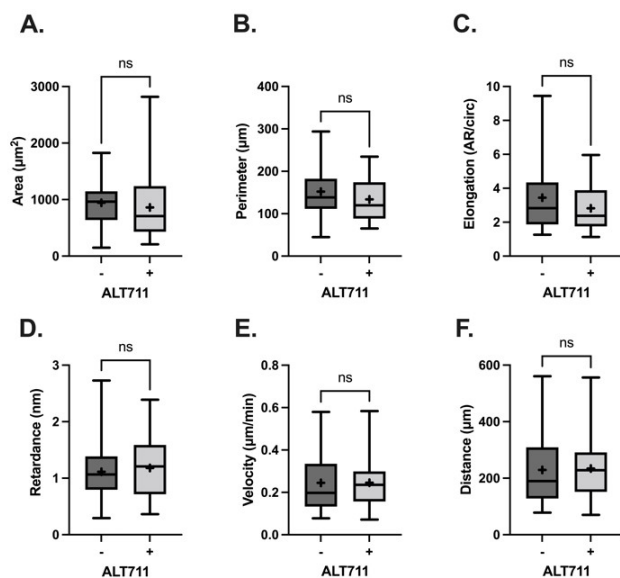 A.
ns
Area (µm²)
3000
2000
1000
0
-
+
ALT711
B.
ns
Perimeter (µm)
400
300
200
100
0
-
+
ALT711
C.
ns
Elongation (AR/circ)
10
8
6
4
2
0
-
+
ALT711
D.
ns
Retardance (nm)
3
2
1
0
-
+
ALT711
E.
ns
Velocity (µm/min)
0.8
0.6
0.4
0.2
0.0
-
+
ALT711
F.
ns
Distance (µm)
600
400
200
0
-
+
ALT711